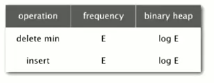 operation frequency binary heap
delete min E log E
insert E log E